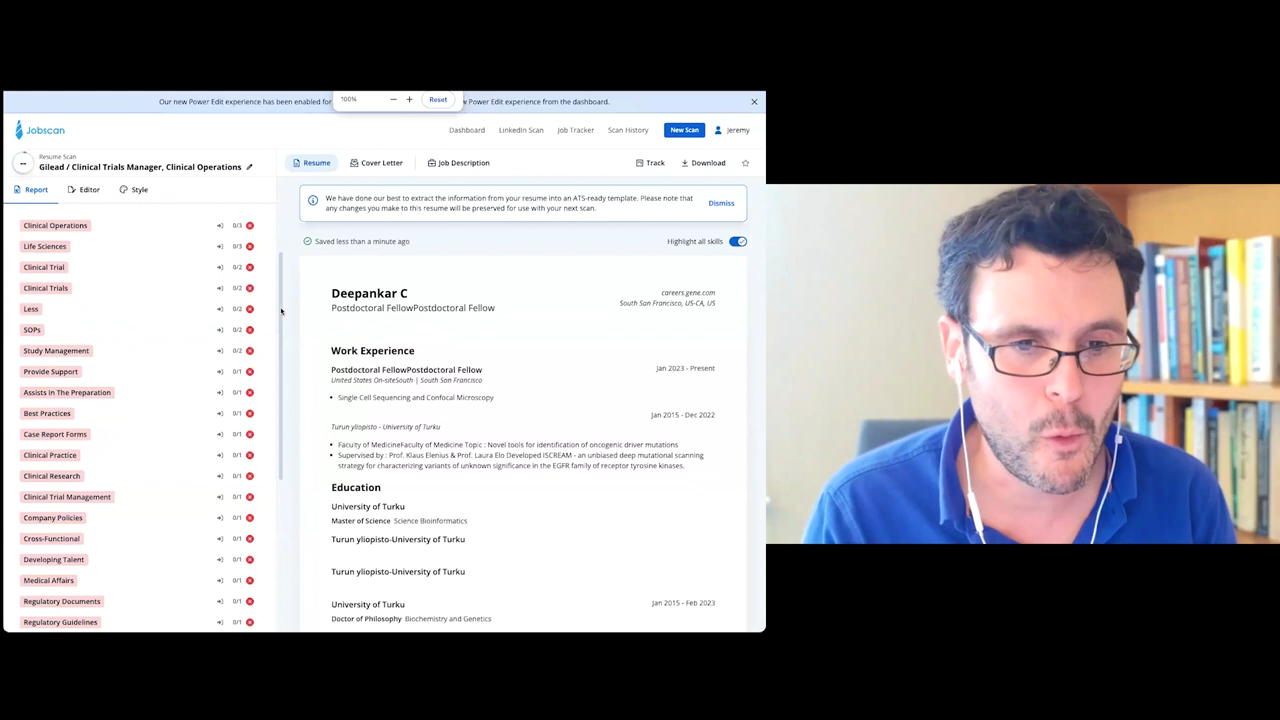 Our new Power Edit experience has been enabled for
w Power Edit experience from the dashboard.
100%
Reset
Jobscan
Dashboard
LinkedIn Scan
Job Tracker
Scan History
New Scan
Jeremy
Resume Scan
Gilead / Clinical Trials Manager, Clinical Operations
Resume
Cover Letter
Job Description
Track
Download
Report
Editor
Style
Clinical Operations 0/3
Life Sciences 0/3
Clinical Trial 0/2
Clinical Trials 0/2
Less 0/2
SOPs 0/2
Study Management 0/2
Provide Support 0/1
Assists In The Preparation 0/1
Best Practices 0/1
Case Report Forms 0/1
Clinical Practice 0/1
Clinical Research 0/1
Clinical Trial Management 0/1
Company Policies 0/1
Cross-Functional 0/1
Developing Talent 0/1
Medical Affairs 0/1
Regulatory Documents 0/1
Regulatory Guidelines 0/1
We have done our best to extract the information from your resume into an ATS-ready template. Please note that
any changes you make to this resume will be preserved for use with your next scan.
Dismiss
Saved less than a minute ago
Highlight all skills
Deepankar C
careers.gene.com
Postdoctoral FellowPostdoctoral Fellow
South San Francisco, US-CA, US
Work Experience
Postdoctoral FellowPostdoctoral Fellow
Jan 2023 - Present
United States On-siteSouth | South San Francisco
• Single Cell Sequencing and Confocal Microscopy
Jan 2015 - Dec 2022
Turun yliopisto - University of Turku
• Faculty of MedicineFaculty of Medicine Topic : Novel tools for identification of oncogenic driver mutations
• Supervised by : Prof. Klaus Elenius & Prof. Laura Elo Developed ISCREAM - an unbiased deep mutational scanning
strategy for characterizing variants of unknown significance in the EGFR family of receptor tyrosine kinases.
Education
University of Turku
Master of Science Science Bioinformatics
Turun yliopisto-University of Turku
Turun yliopisto-University of Turku
University of Turku
Jan 2015 - Feb 2023
Doctor of Philosophy Biochemistry and Genetics